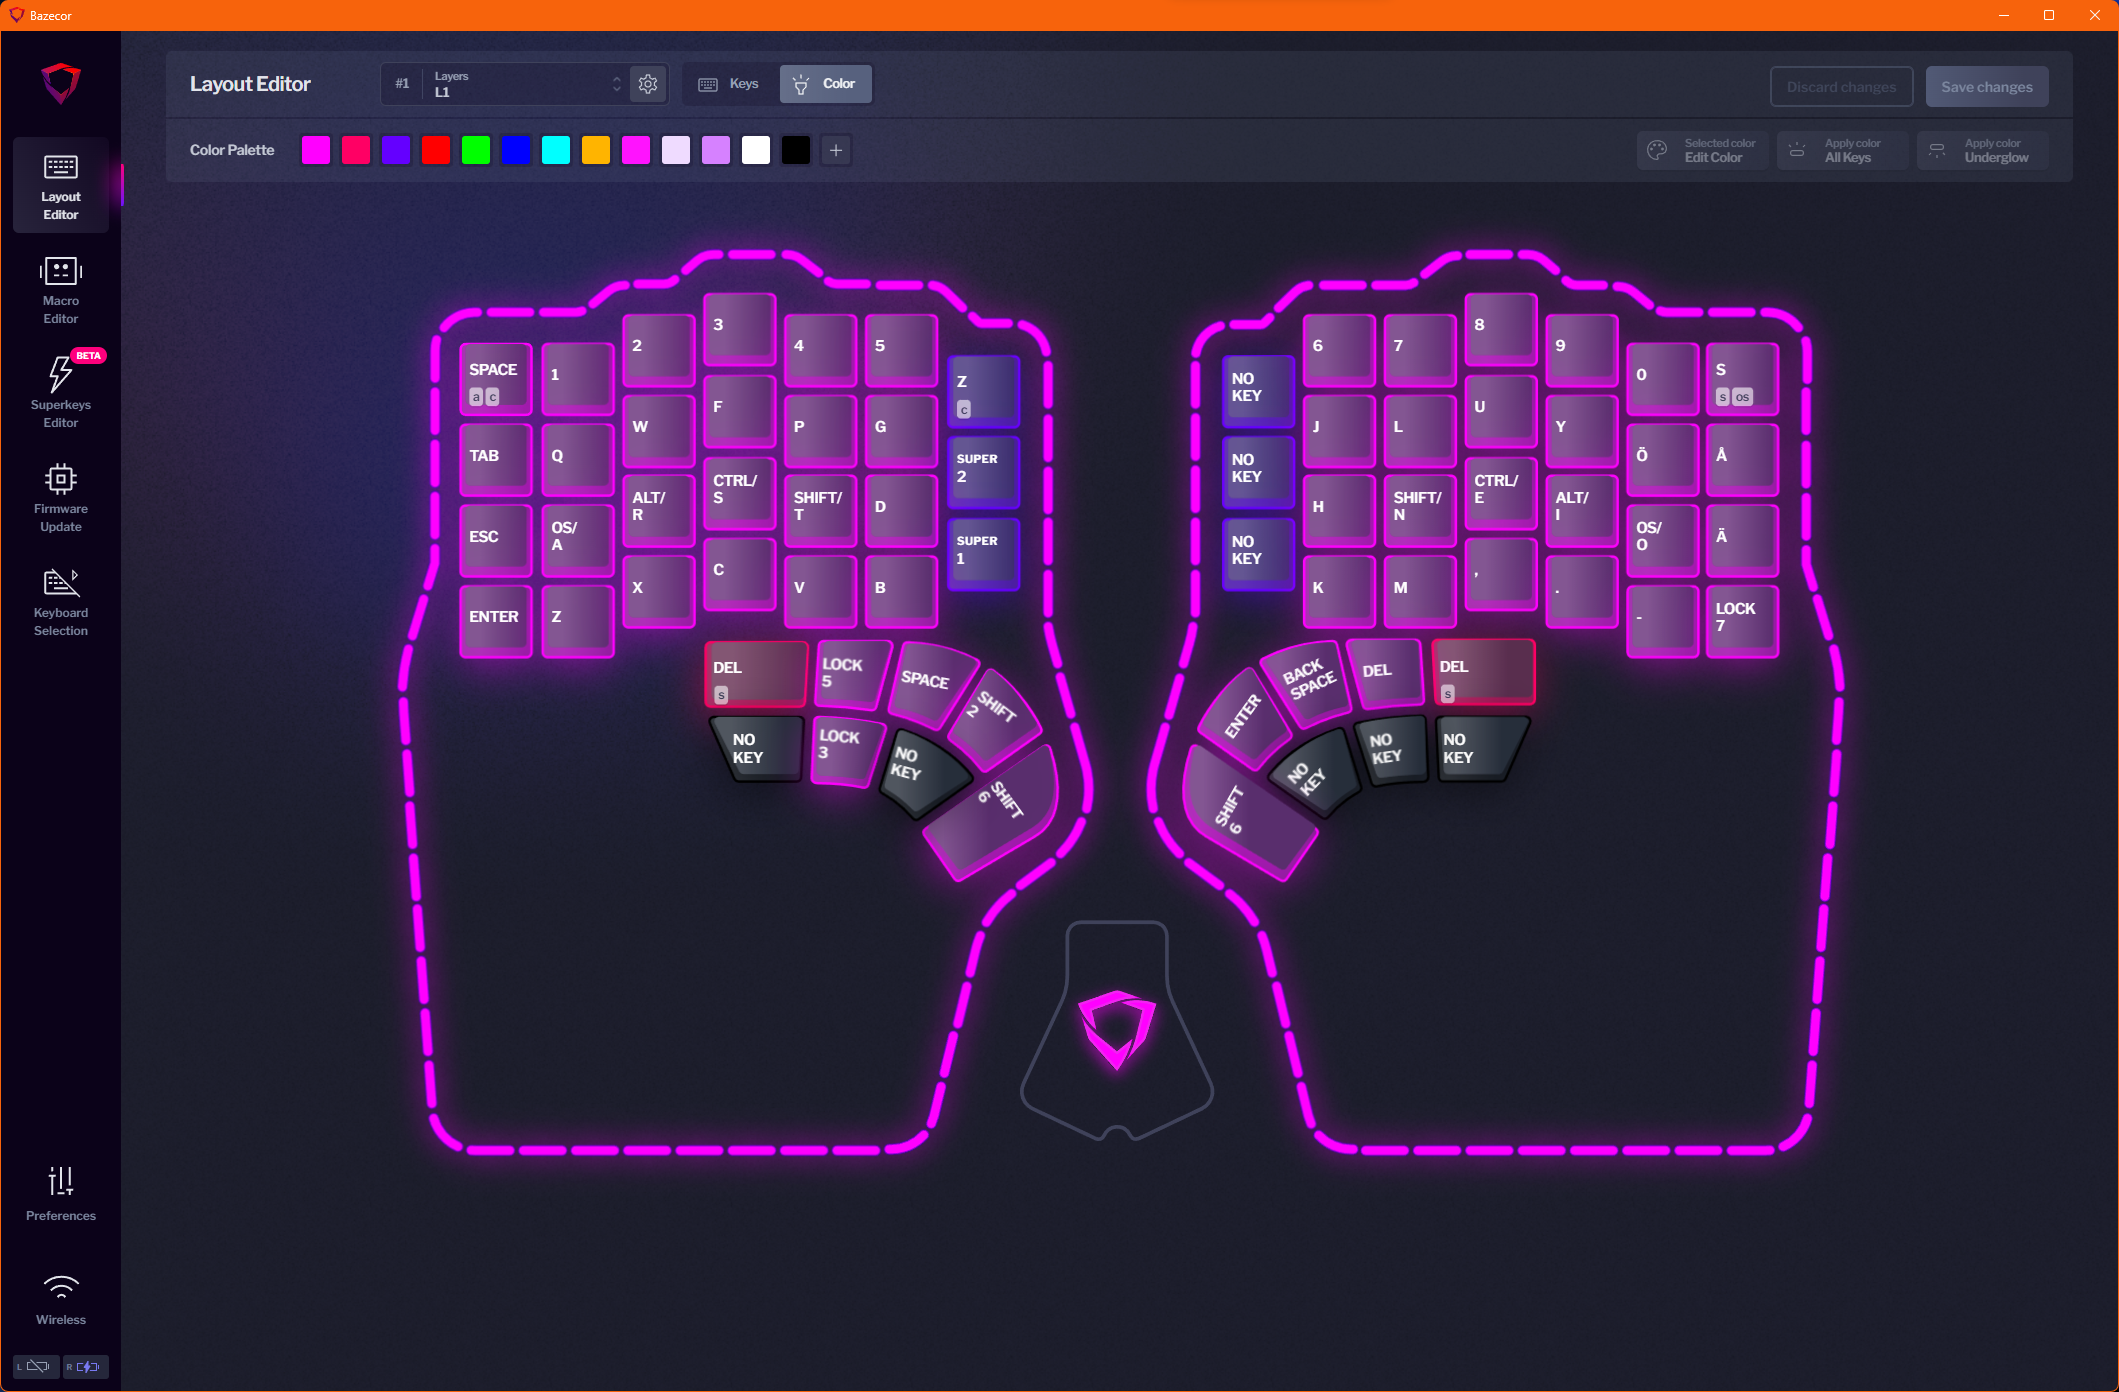 Bazecor
Layout Editor
#1
Layers
L1
Keys
Color
Discard changes
Save changes
Color Palette
+
Selected color
Edit Color
Apply color
All Keys
Apply color
Underglow
Layout
Editor
Macro
Editor
BETA
Superkeys
Editor
Firmware
Update
Keyboard
Selection
Preferences
Wireless
L
R
SPACE
a c
1
2
3
4
5
Z
c
TAB
Q
W
F
P
G
SUPER
2
ESC
OS/
A
ALT/
R
CTRL/
S
SHIFT/
T
D
SUPER
1
ENTER
Z
X
C
V
B
DEL
s
LOCK
5
SPACE
SHIFT
2
NO
KEY
LOCK
3
NO
KEY
SHIFT
6
NO
KEY
6
7
8
9
0
S
s os
NO
KEY
J
L
U
Y
Ö
Å
NO
KEY
H
SHIFT/
N
CTRL/
E
ALT/
I
OS/
O
Ä
K
M
,
.
-
LOCK
7
ENTER
BACK
SPACE
DEL
DEL
s
SHIFT
6
NO
KEY
NO
KEY
NO
KEY